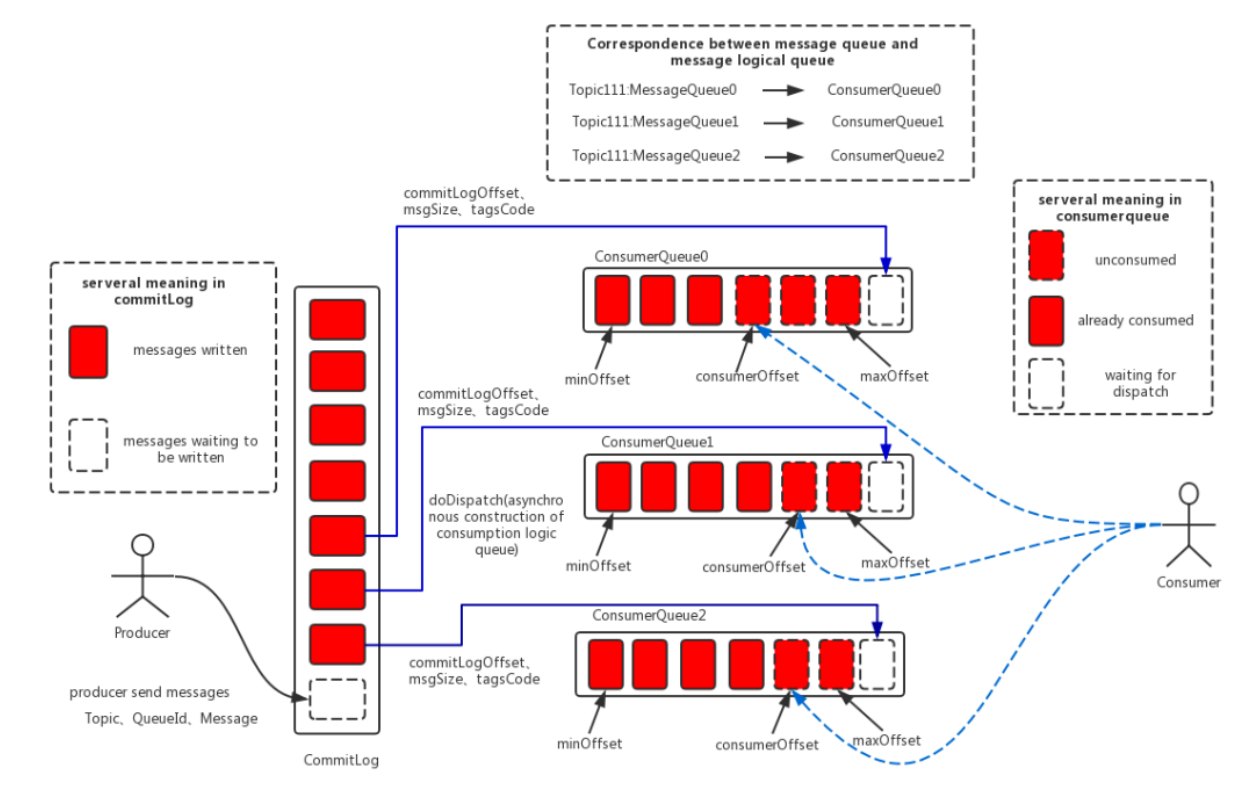 Correspondence between message queue and
message logical queue
Topic111:MessageQueue0
ConsumerQueue0
Topic111:MessageQueue1
ConsumerQueue1
Topic111:MessageQueue2
ConsumerQueue2
serveral meaning in
consumerqueue
unconsumed
already consumed
waiting for
dispatch
serveral meaning in
commitLog
messages written
messages waiting to
be written
commitLogOffset、
msgSize、tagsCode
ConsumerQueue0
minOffset
consumerOffset
maxOffset
commitLogOffset、
msgSize、tagsCode
ConsumerQueue1
doDispatch(asynchro
nous construction of
consumption logic
queue)
minOffset
consumerOffset
maxOffset
Consumer
Producer
ConsumerQueue2
commitLogOffset、
msgSize、tagsCode
minOffset
consumerOffset
maxOffset
producer send messages
Topic、QueueId、Message
CommitLog